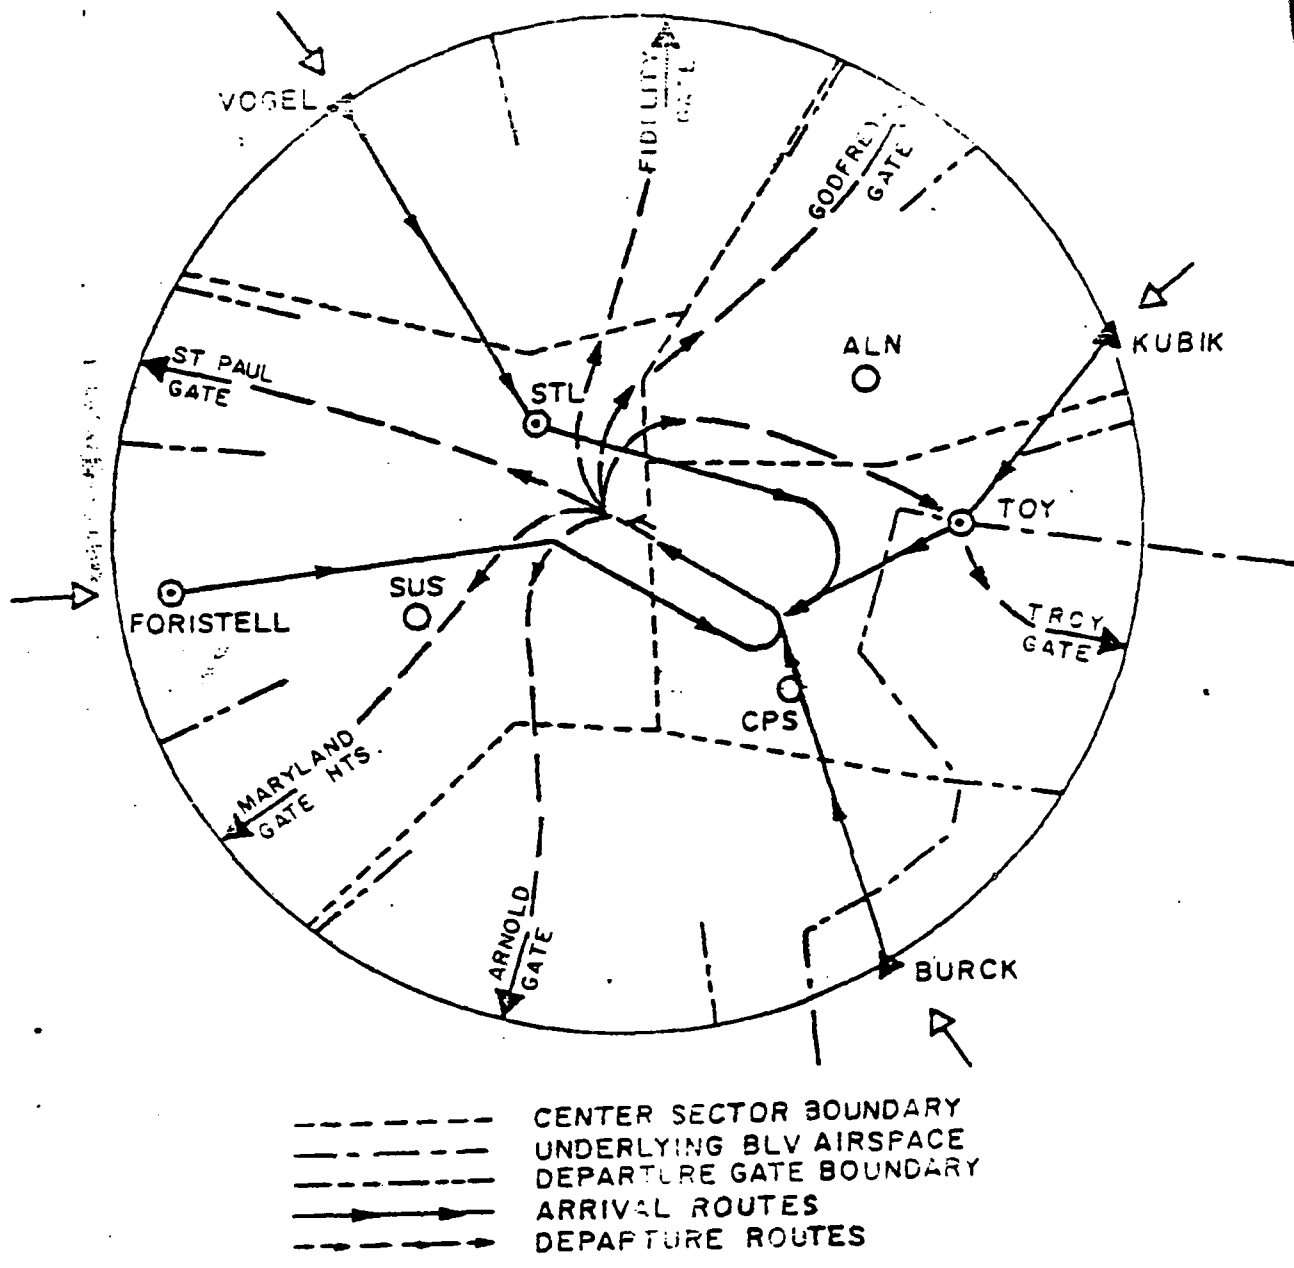 VOGEL
FIDELITY
GATE
GODFREY
GATE
KUBIK
ALN
ST PAUL
GATE
STL
TOY
SUS
FORISTELL
TROY
GATE
CPS
MARYLAND
HTS.
GATE
ARNOLD
GATE
BURCK
CENTER SECTOR BOUNDARY
UNDERLYING BLV AIRSPACE
DEPARTURE GATE BOUNDARY
ARRIVAL ROUTES
DEPARTURE ROUTES